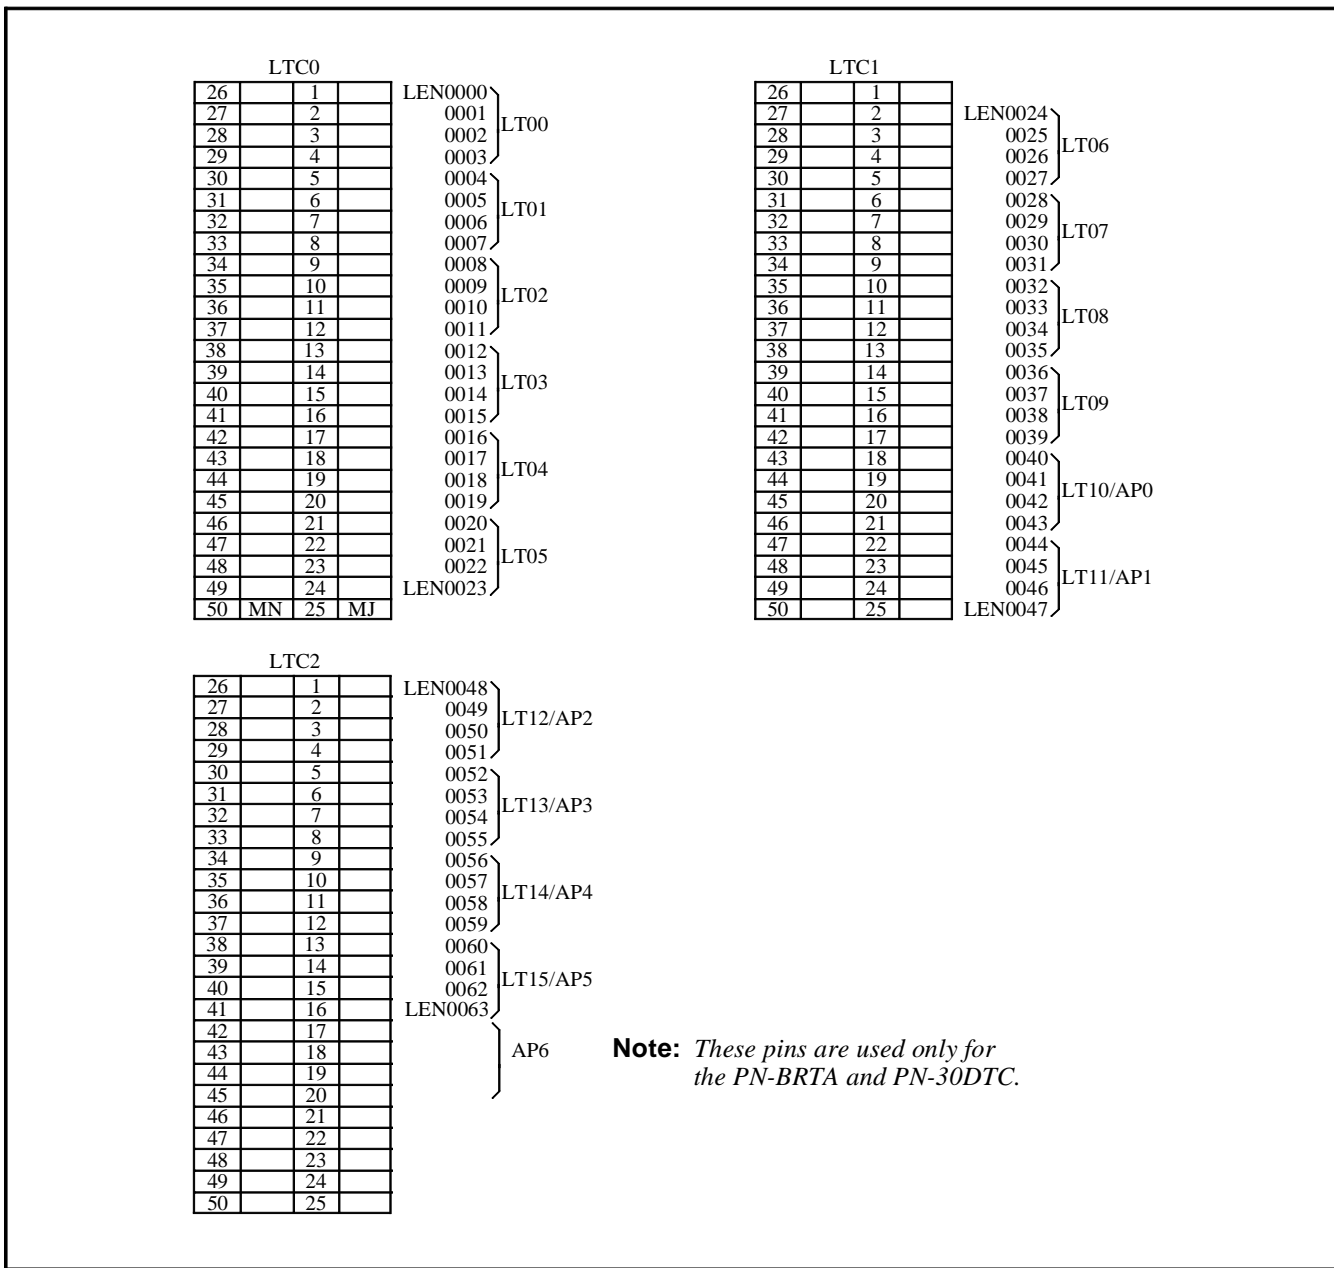 LTC0
26 1 LEN0000
27 2 0001
LT00
28 3 0002
29 4 0003
30 5 0004
31 6 0005
LT01
32 7 0006
33 8 0007
34 9 0008
35 10 0009
LT02
36 11 0010
37 12 0011
38 13 0012
39 14 0013
LT03
40 15 0014
41 16 0015
42 17 0016
43 18 0017
LT04
44 19 0018
45 20 0019
46 21 0020
47 22 0021
LT05
48 23 0022
49 24 LEN0023
50 MN 25 MJ
LTC1
26 1
27 2 LEN0024
28 3 0025
LT06
29 4 0026
30 5 0027
31 6 0028
32 7 0029
LT07
33 8 0030
34 9 0031
35 10 0032
36 11 0033
LT08
37 12 0034
38 13 0035
39 14 0036
40 15 0037
LT09
41 16 0038
42 17 0039
43 18 0040
44 19 0041
LT10/AP0
45 20 0042
46 21 0043
47 22 0044
48 23 0045
LT11/AP1
49 24 0046
50 25 LEN0047
LTC2
26 1 LEN0048
27 2 0049
LT12/AP2
28 3 0050
29 4 0051
30 5 0052
31 6 0053
LT13/AP3
32 7 0054
33 8 0055
34 9 0056
35 10 0057
LT14/AP4
36 11 0058
37 12 0059
38 13 0060
39 14 0061
LT15/AP5
40 15 0062
41 16 LEN0063
42 17
43 18 AP6
44 19
45 20
46 21
47 22
48 23
49 24
50 25
Note: These pins are used only for
the PN-BRTA and PN-30DTC.